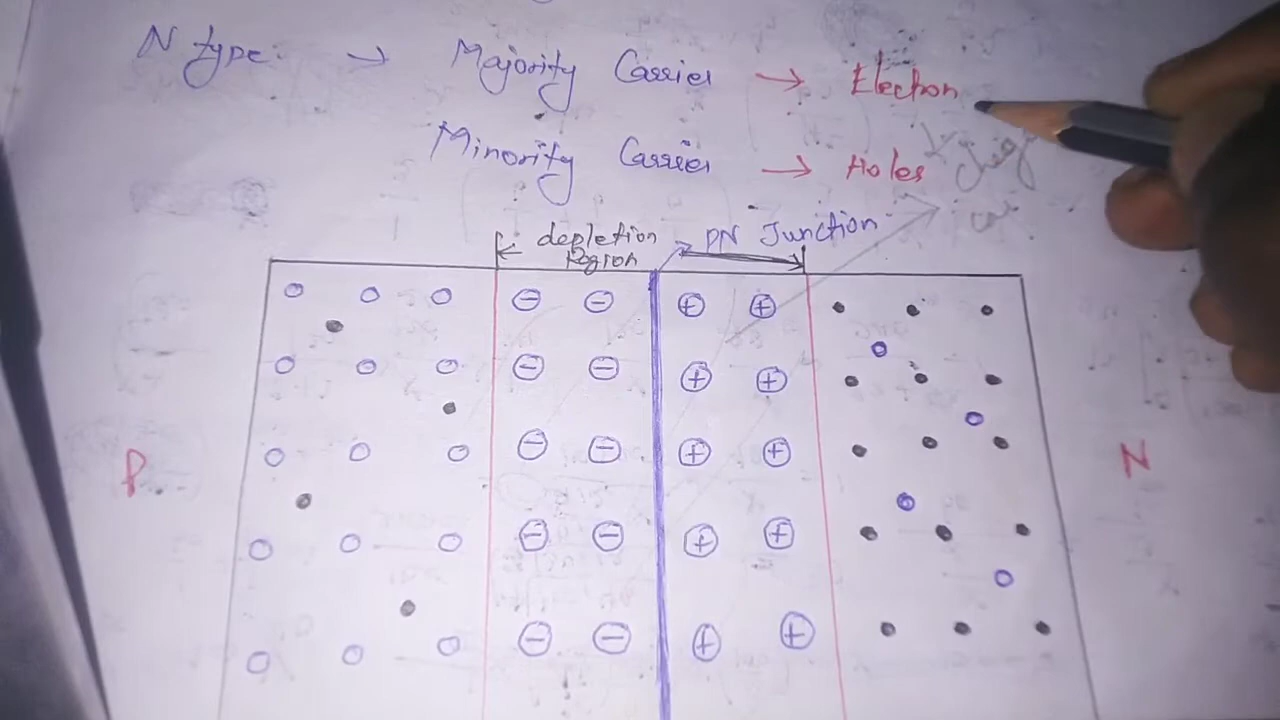 N type. → Majority Carrier → Electron
Minority Carrier → Holes
depletion
Region
PN Junction
P
N